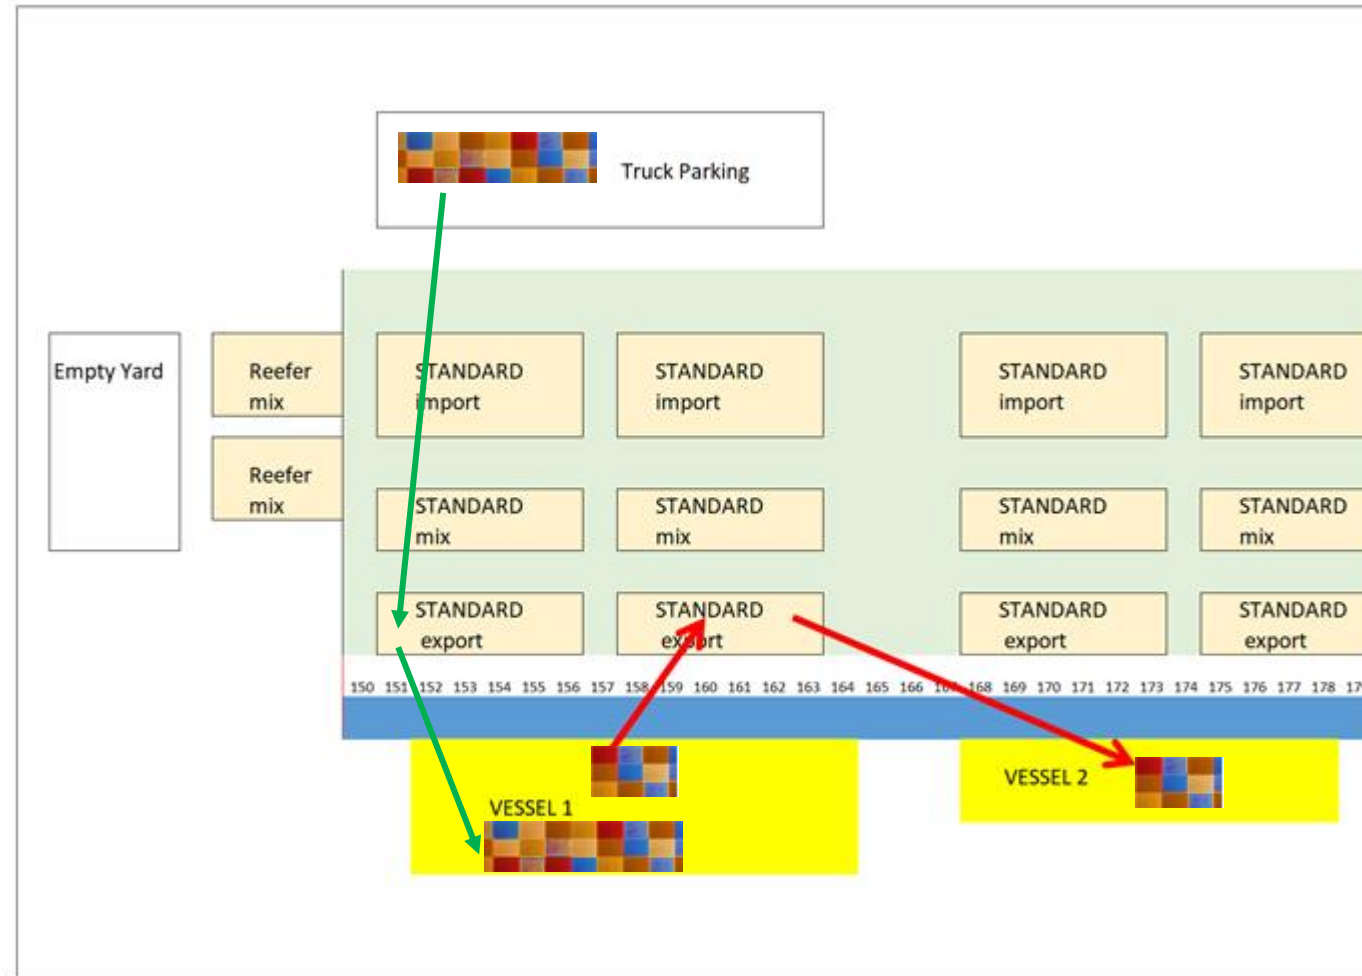 Truck Parking
Empty Yard
Reefer
mix
STANDARD
import
STANDARD
import
STANDARD
import
STANDARD
import
Reefer
mix
STANDARD
mix
STANDARD
mix
STANDARD
mix
STANDARD
mix
STANDARD
export
STANDARD
export
STANDARD
export
STANDARD
export
150 151 152 153 154 155 156 157 158 159 160 161 162 163 164 165 166 167 168 169 170 171 172 173 174 175 176 177 178
VESSEL 1
VESSEL 2